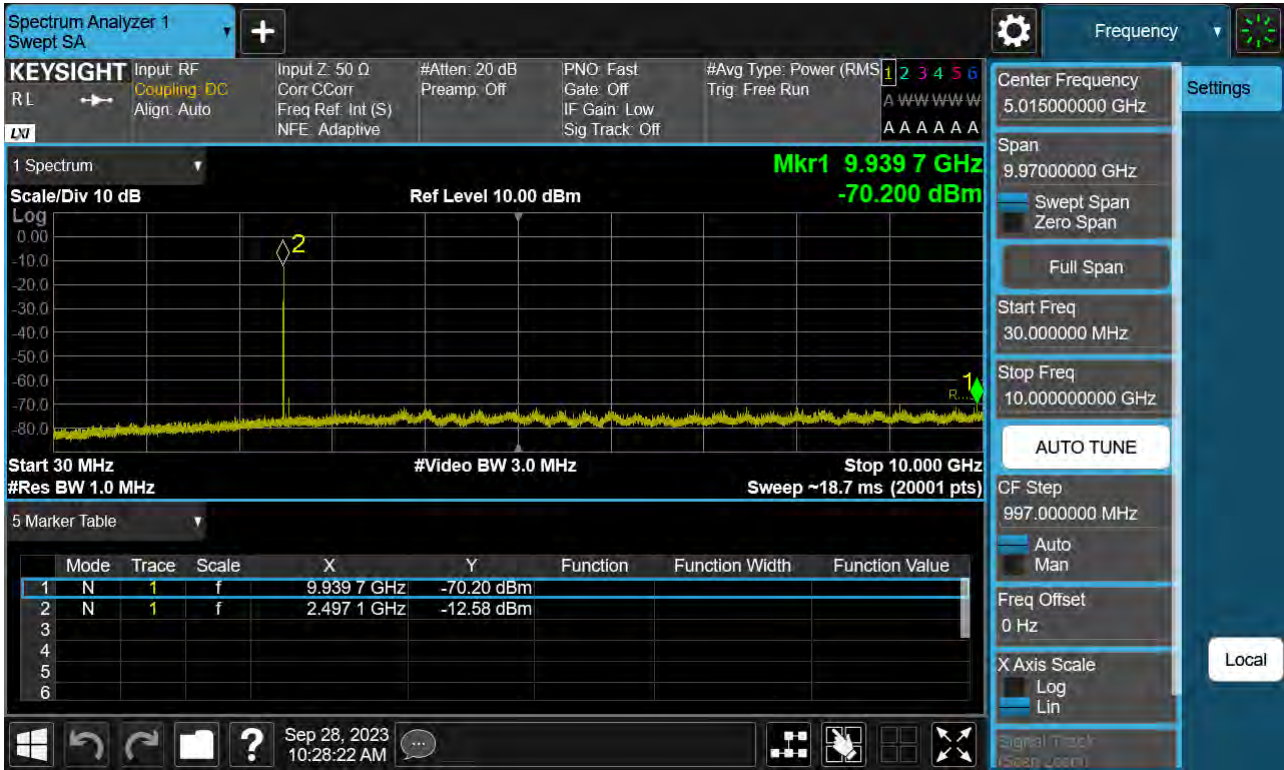 Spectrum Analyzer 1
Swept SA
Frequency
KEYSIGHT
RL
LXI
Input: RF
Coupling: DC
Align: Auto
Input Z: 50 Ω
Corr CCorr
Freq Ref: Int (S)
NFE: Adaptive
#Atten: 20 dB
Preamp: Off
PNO: Fast
Gate: Off
IF Gain: Low
Sig Track: Off
#Avg Type: Power (RMS
Trig: Free Run
1 2 3 4 5 6
A W W W W W
A A A A A A
1 Spectrum
Scale/Div 10 dB
Ref Level 10.00 dBm
Mkr1 9.939 7 GHz
-70.200 dBm
Log
0.00
-10.0
-20.0
-30.0
-40.0
-50.0
-60.0
-70.0
-80.0
2
1
R...
Start 30 MHz
#Video BW 3.0 MHz
Stop 10.000 GHz
#Res BW 1.0 MHz
Sweep ~18.7 ms (20001 pts)
5 Marker Table
Mode Trace Scale X Y Function Function Width Function Value
1 N 1 f 9.939 7 GHz -70.20 dBm
2 N 1 f 2.497 1 GHz -12.58 dBm
3
4
5
6
Sep 28, 2023
10:28:22 AM
Center Frequency
5.015000000 GHz
Span
9.97000000 GHz
Swept Span
Zero Span
Full Span
Start Freq
30.000000 MHz
Stop Freq
10.000000000 GHz
AUTO TUNE
CF Step
997.000000 MHz
Auto
Man
Freq Offset
0 Hz
X Axis Scale
Log
Lin
Signal Track
(Span Zoom)
Settings
Local